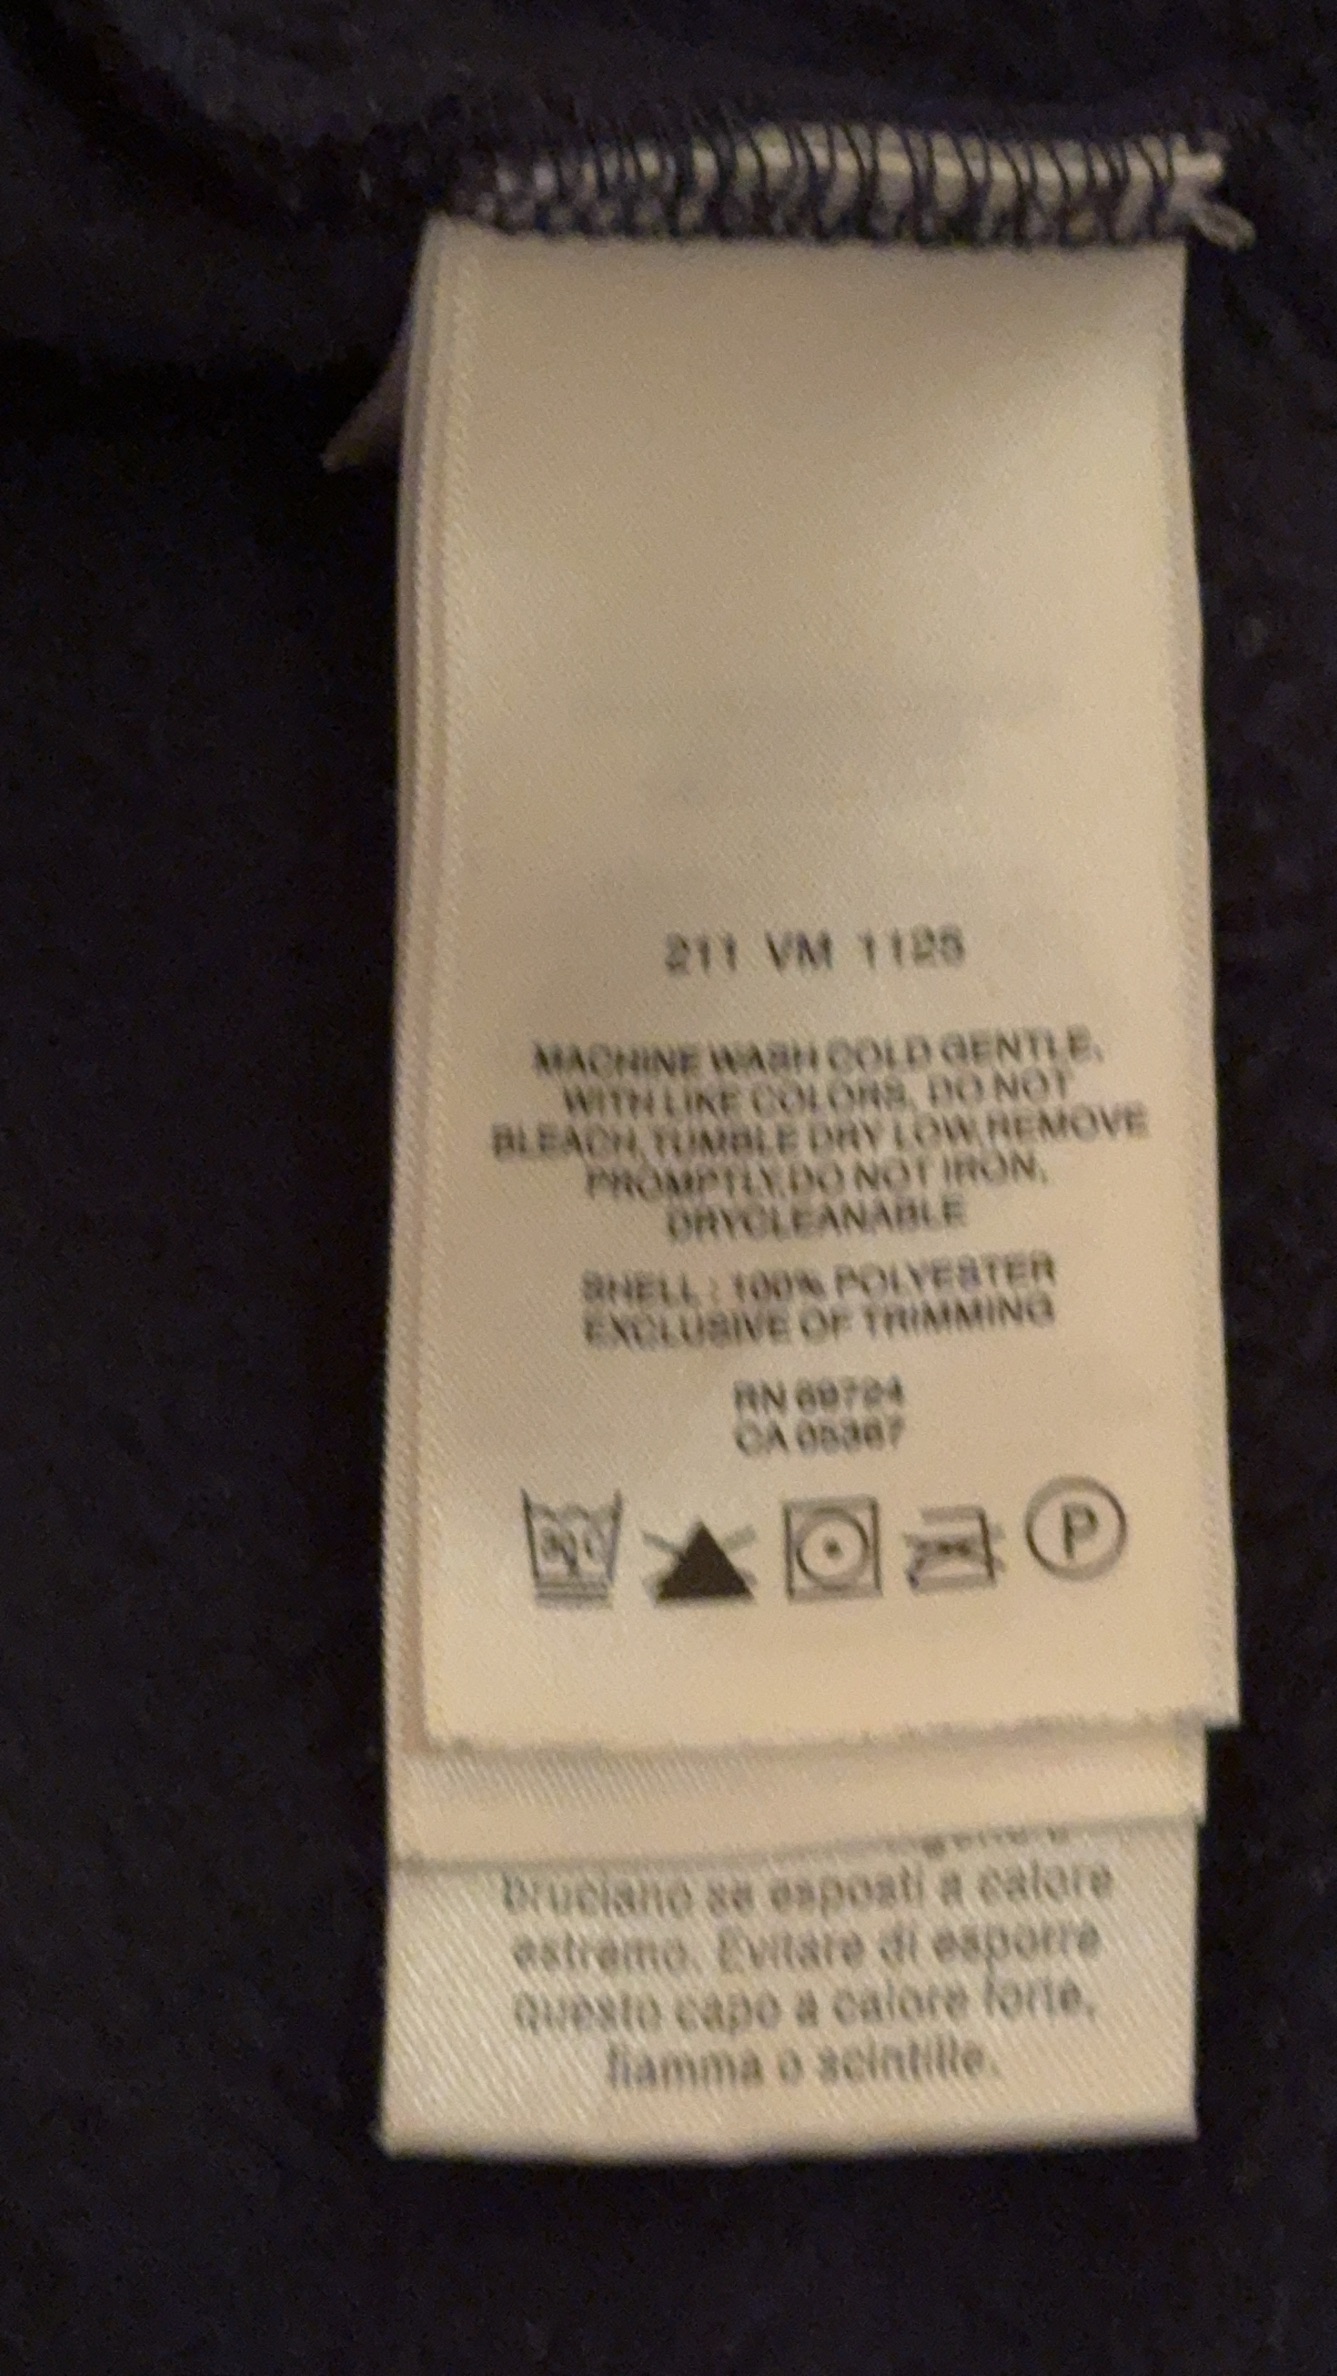 211 VM 1125
MACHINE WASH COLD GENTLE,
WITH LIKE COLORS, DO NOT
BLEACH, TUMBLE DRY LOW, REMOVE
PROMPTLY, DO NOT IRON,
DRYCLEANABLE
SHELL : 100% POLYESTER
EXCLUSIVE OF TRIMMING
RN 69724
CA 05367
P
bruciano se esposti a calore
estremo. Evitare di esporre
questo capo a calore forte,
fiamma o scintille.